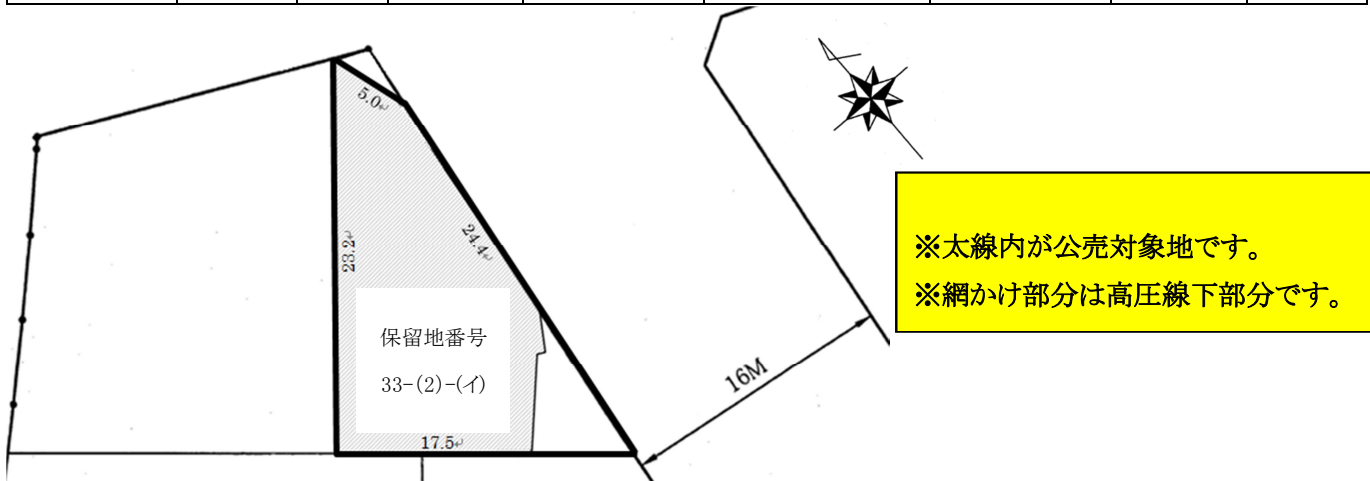 5.0
23.2
24.4
保留地番号
33-(2)-(イ)
17.5
16M
※太線内が公売対象地です。
※網かけ部分は高圧線下部分です。